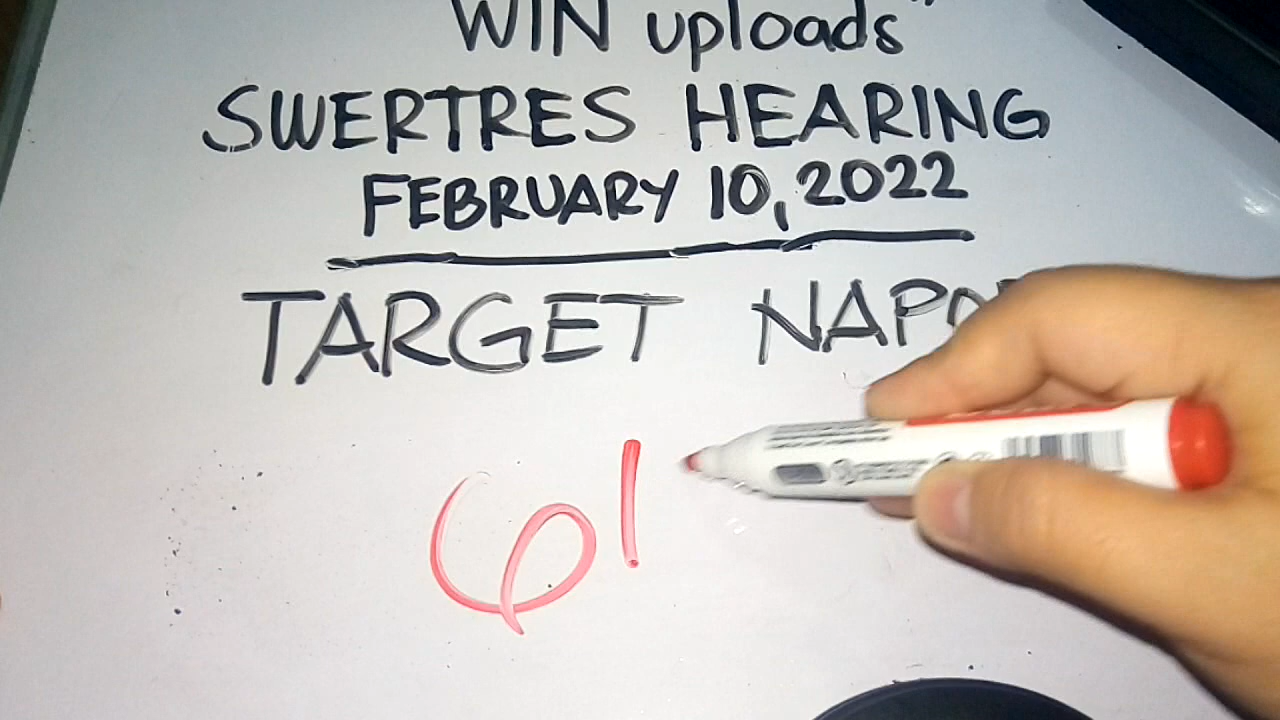 WIN uploads"
SWERTRES HEARING
FEBRUARY 10, 2022
TARGET
61